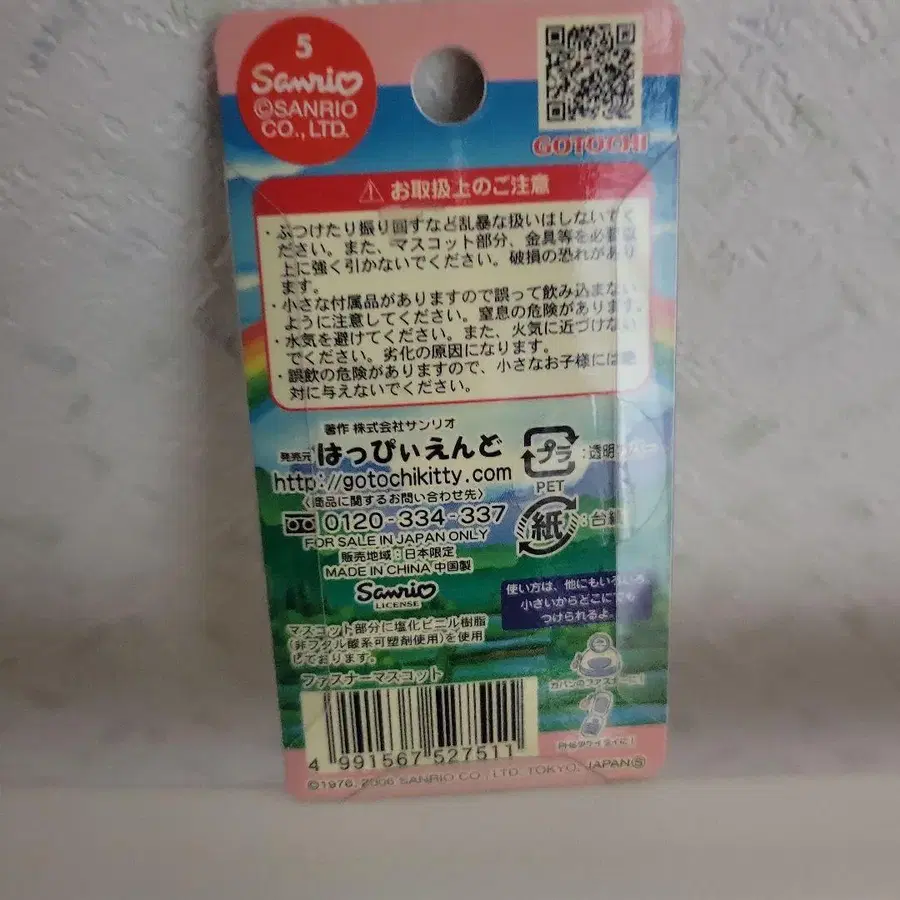 5
Sanrio
©SANRIO
CO., LTD.
GOTOCHI
⚠ お取扱上のご注意
・ぶつけたり振り回すなど乱暴な扱いはしないでく
ださい。また、マスコット部分、金具等を必要以
上に強く引かないでください。破損の恐れがあり
ます。
・小さな付属品がありますので誤って飲み込まない
ように注意してください。窒息の危険があります。
・水気を避けてください。また、火気に近づけない
でください。劣化の原因になります。
・誤飲の危険がありますので、小さなお子様には絶
対に与えないでください。
著作 株式会社サンリオ
発売元 はっぴぃえんど
http://gotochikitty.com
〈商品に関するお問い合わせ先〉
0120-334-337
FOR SALE IN JAPAN ONLY
販売地域:日本限定
MADE IN CHINA 中国製
Sanrio
LICENSE
プラ :透明カバー
PET
紙 :台紙
使い方は、他にもいろいろ
小さいからどこにでも
つけられるよ。
カバンのファスナーに!
マスコット部分に塩化ビニル樹脂
(非フタル酸系可塑剤使用)を使用
しております。
ファスナーマスコット
4 991567 527511
©1976, 2006 SANRIO CO., LTD. TOKYO, JAPAN Ⓢ